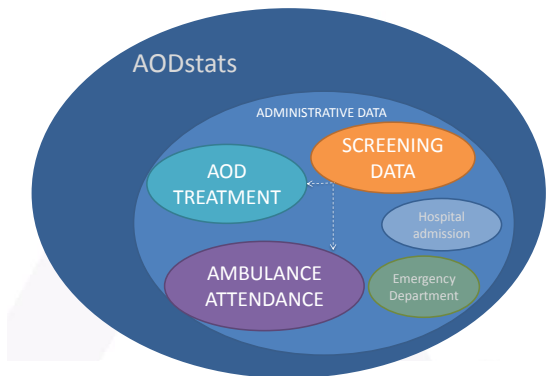 AODstats
ADMINISTRATIVE DATA
SCREENING
DATA
AOD
TREATMENT
Hospital
admission
AMBULANCE
ATTENDANCE
Emergency
Department